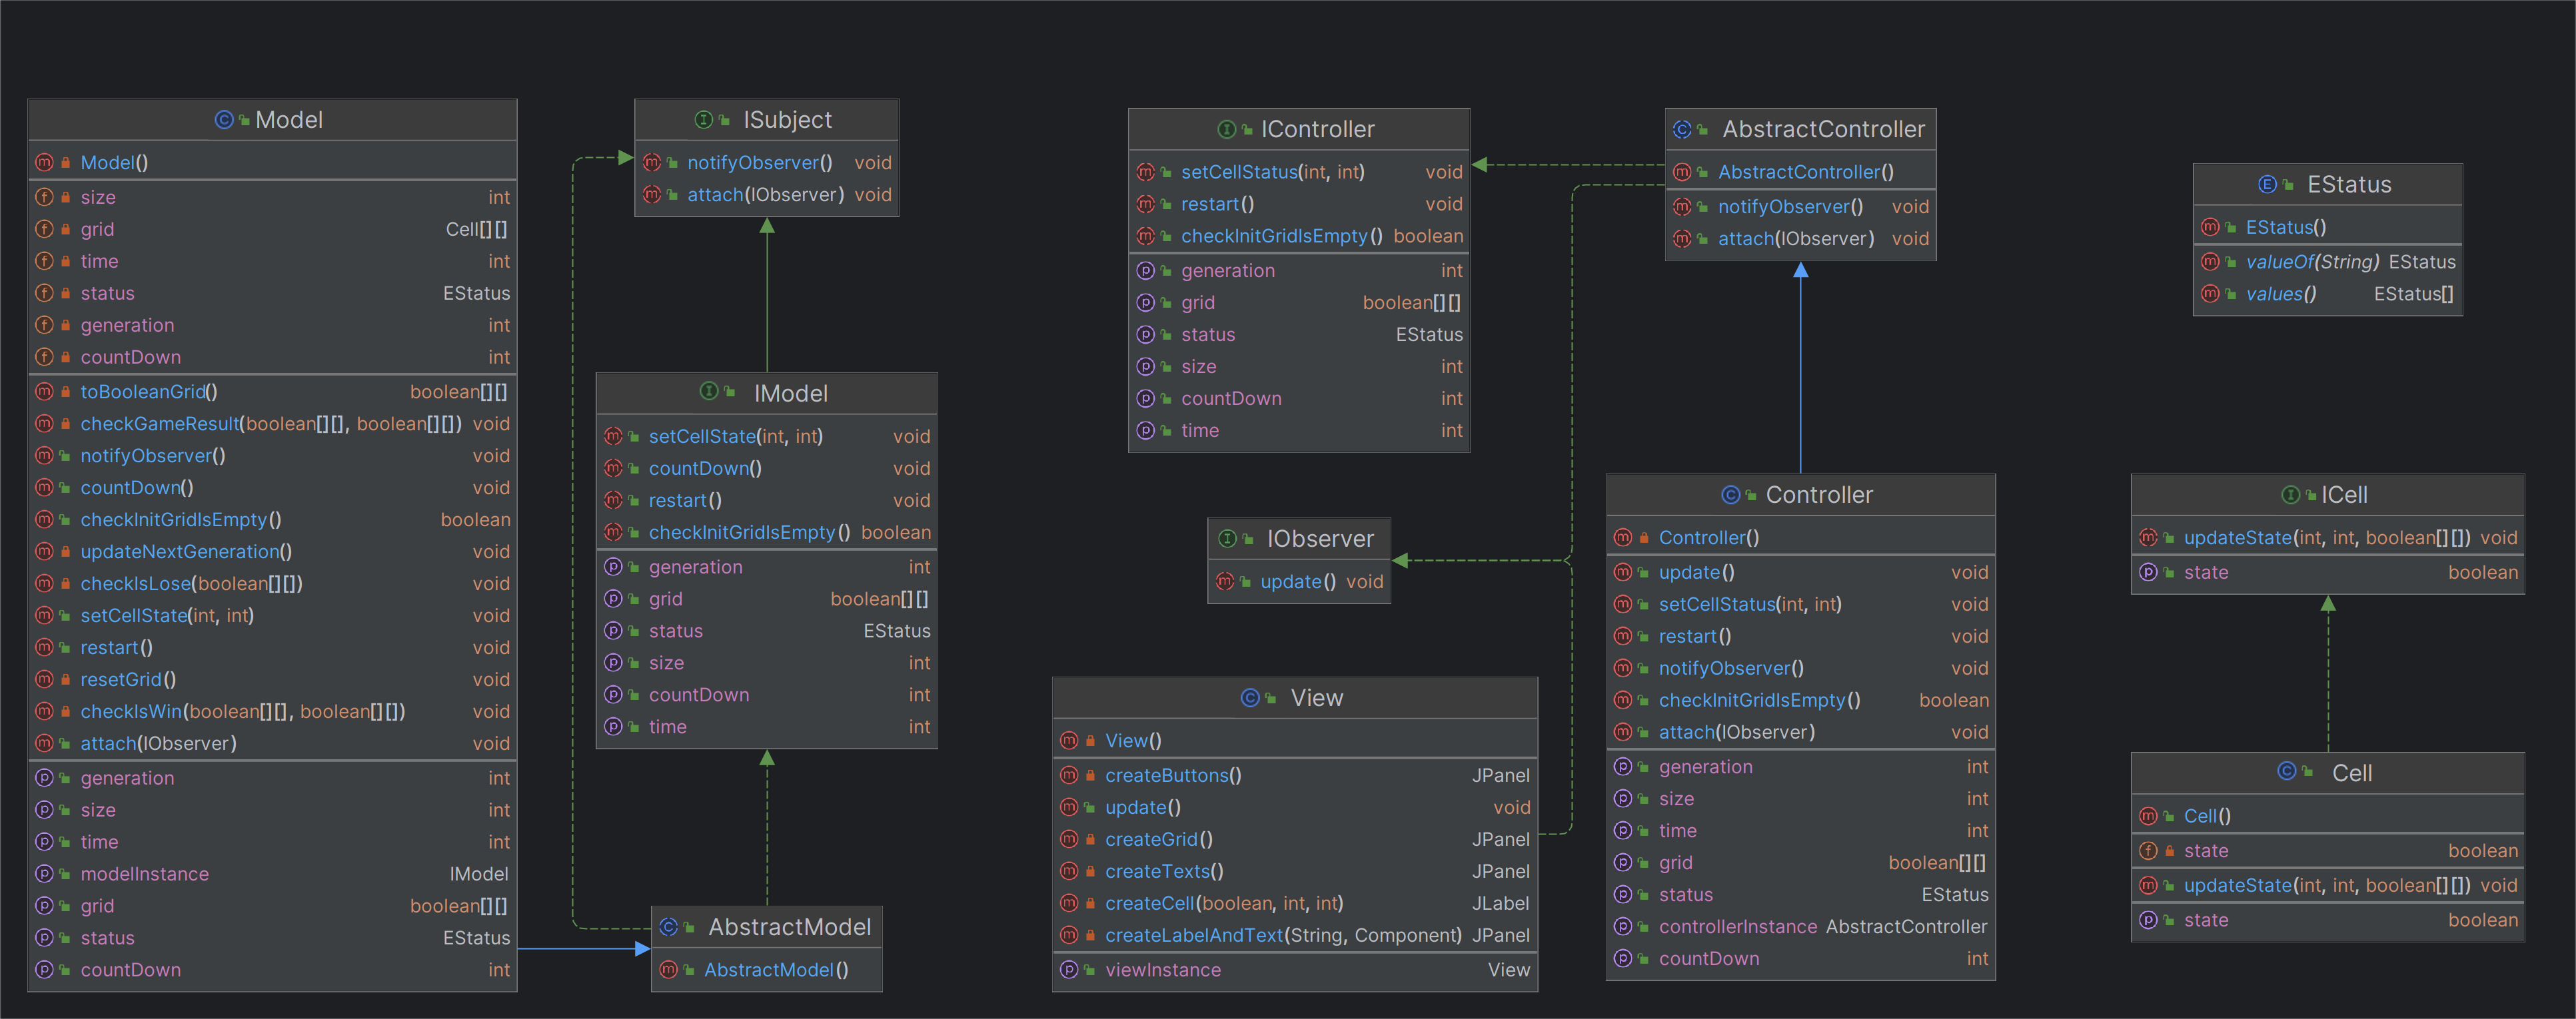 Model
Model()
size int
grid Cell[][]
time int
status EStatus
generation int
countDown int
toBooleanGrid() boolean[][]
checkGameResult(boolean[][], boolean[][]) void
notifyObserver() void
countDown() void
checkInitGridIsEmpty() boolean
updateNextGeneration() void
checkIsLose(boolean[][]) void
setCellState(int, int) void
restart() void
resetGrid() void
checkIsWin(boolean[][], boolean[][]) void
attach(IObserver) void
generation int
size int
time int
modelInstance IModel
grid boolean[][]
status EStatus
countDown int
ISubject
notifyObserver() void
attach(IObserver) void
IModel
setCellState(int, int) void
countDown() void
restart() void
checkInitGridIsEmpty() boolean
generation int
grid boolean[][]
status EStatus
size int
countDown int
time int
AbstractModel
AbstractModel()
IController
setCellStatus(int, int) void
restart() void
checkInitGridIsEmpty() boolean
generation int
grid boolean[][]
status EStatus
size int
countDown int
time int
IObserver
update() void
View
View()
createButtons() JPanel
update() void
createGrid() JPanel
createTexts() JPanel
createCell(boolean, int, int) JLabel
createLabelAndText(String, Component) JPanel
viewInstance View
AbstractController
AbstractController()
notifyObserver() void
attach(IObserver) void
Controller
Controller()
update() void
setCellStatus(int, int) void
restart() void
notifyObserver() void
checkInitGridIsEmpty() boolean
attach(IObserver) void
generation int
size int
time int
grid boolean[][]
status EStatus
controllerInstance AbstractController
countDown int
EStatus
EStatus()
valueOf(String) EStatus
values() EStatus[]
ICell
updateState(int, int, boolean[][]) void
state boolean
Cell
Cell()
state boolean
updateState(int, int, boolean[][]) void
state boolean